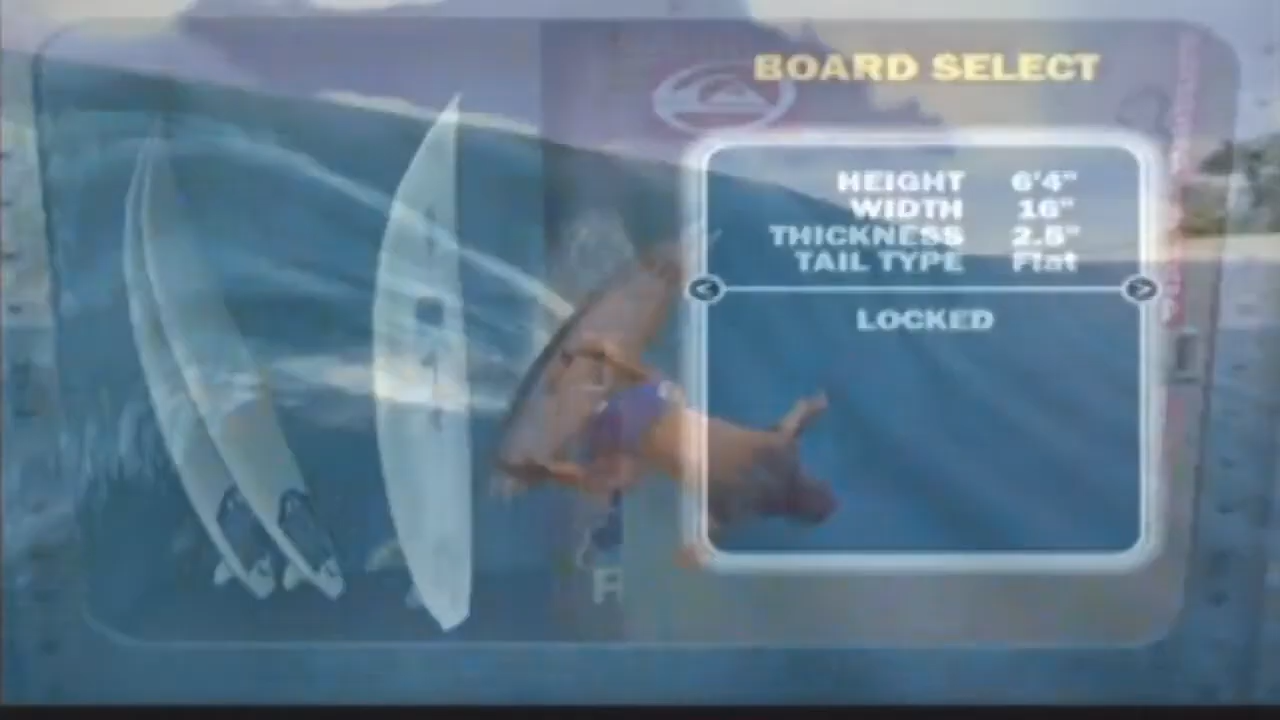 BOARD SELECT
HEIGHT 6'4"
WIDTH 16"
THICKNESS 2.5"
TAIL TYPE Flat
LOCKED